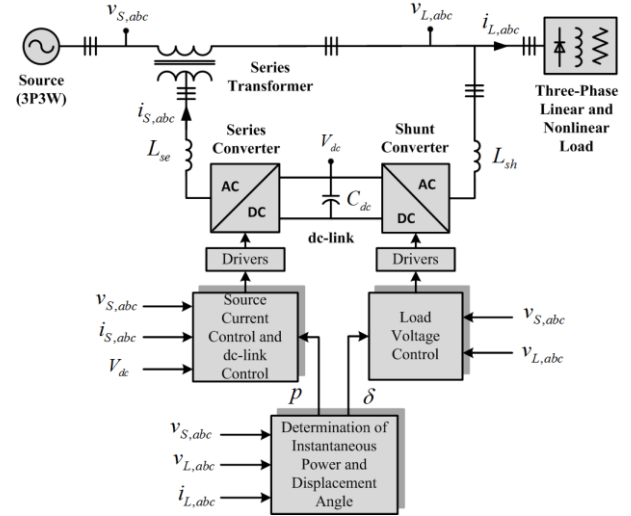 v_{S,abc}
v_{L,abc}
i_{L,abc}
Source
(3P3W)
Series
Transformer
Three-Phase
Linear and
Nonlinear
Load
i_{S,abc}
L_{se}
Series
Converter
V_{dc}
Shunt
Converter
L_{sh}
AC
DC
C_{dc}
AC
DC
dc-link
Drivers
Drivers
v_{S,abc}
i_{S,abc}
V_{dc}
Source
Current
Control and
dc-link
Control
Load
Voltage
Control
v_{S,abc}
v_{L,abc}
p
δ
v_{S,abc}
v_{L,abc}
i_{L,abc}
Determination of
Instantaneous
Power and
Displacement
Angle